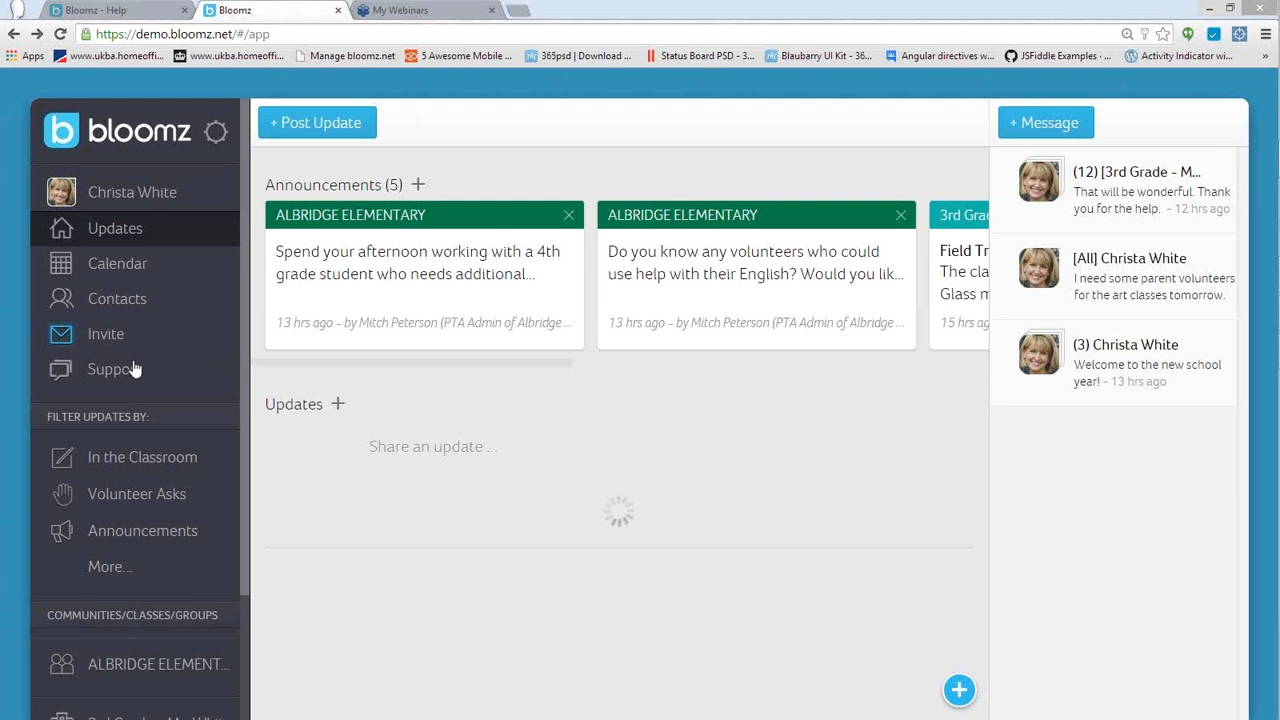 Bloomz - Help
Bloomz
My Webinars
https://demo.bloomz.net/#/app
Apps
www.ukba.homeoffi...
www.ukba.homeoffi...
Manage bloomz.net
5 Awesome Mobile ...
365psd | Download ...
Status Board PSD - 3...
Blaubarry UI Kit - 36...
Angular directives w...
JSFiddle Examples · ...
Activity Indicator wi...
»
b bloomz
Christa White
Updates
Calendar
Contacts
Invite
Support
FILTER UPDATES BY:
In the Classroom
Volunteer Asks
Announcements
More...
COMMUNITIES/CLASSES/GROUPS
ALBRIDGE ELEMENT...
+ Post Update
Announcements (5) +
ALBRIDGE ELEMENTARY
Spend your afternoon working with a 4th
grade student who needs additional...
13 hrs ago - by Mitch Peterson (PTA Admin of Albridge ...
ALBRIDGE ELEMENTARY
Do you know any volunteers who could
use help with their English? Would you lik...
13 hrs ago - by Mitch Peterson (PTA Admin of Albridge ...
3rd Grad
Field Tr
The cla
Glass m
15 hrs ag
Updates +
Share an update ...
+ Message
(12) [3rd Grade - M...
That will be wonderful. Thank
you for the help. - 12 hrs ago
[All] Christa White
I need some parent volunteers
for the art classes tomorrow.
(3) Christa White
Welcome to the new school
year! - 13 hrs ago